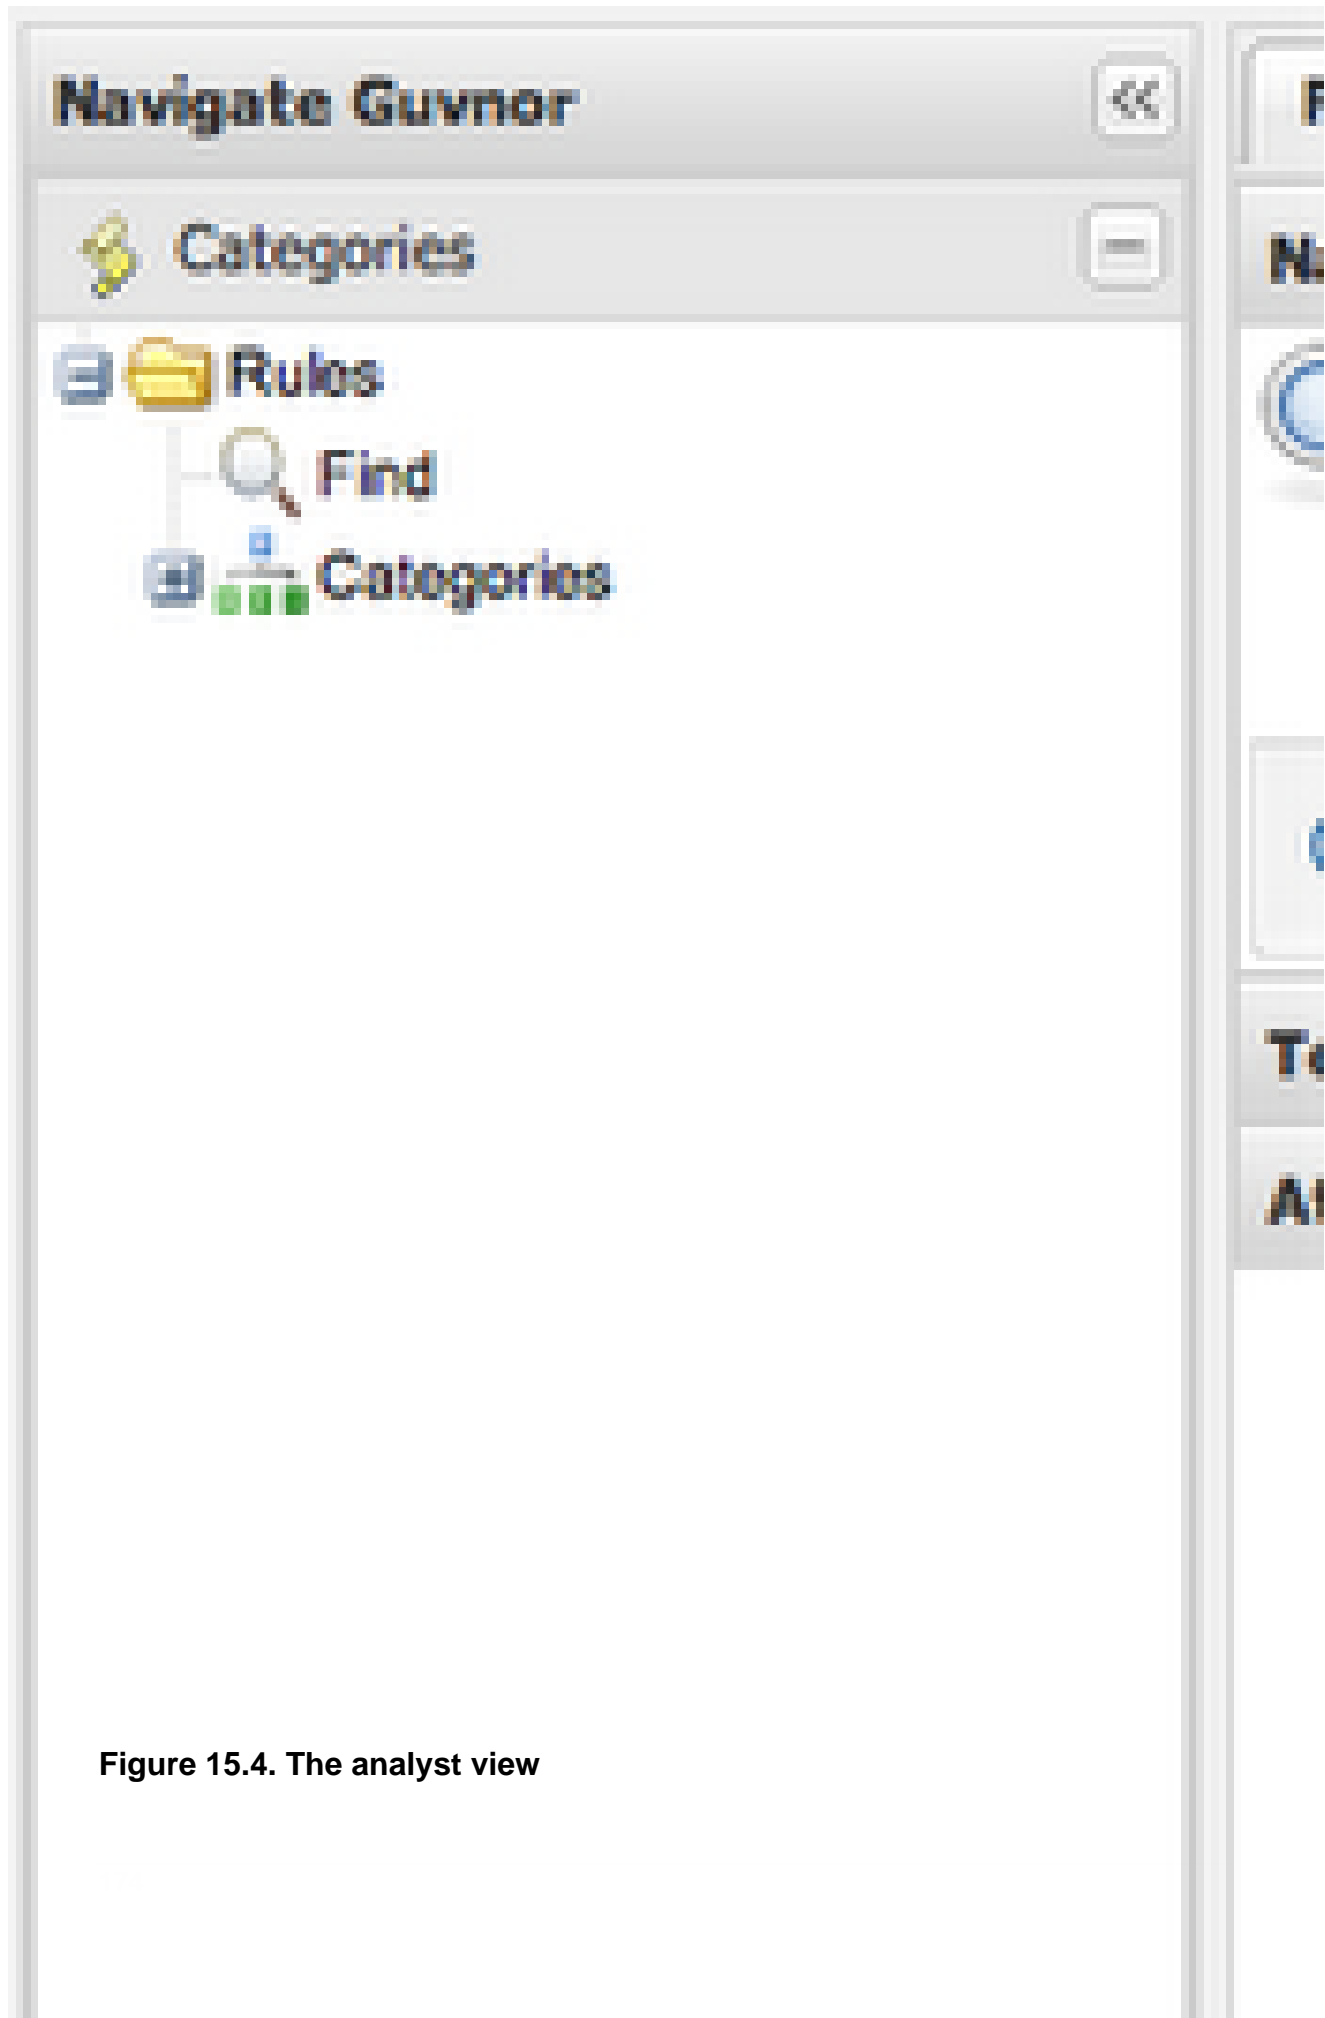 Navigate Guvnor
Categories
Rules
Find
Categories
Figure 15.4. The analyst view